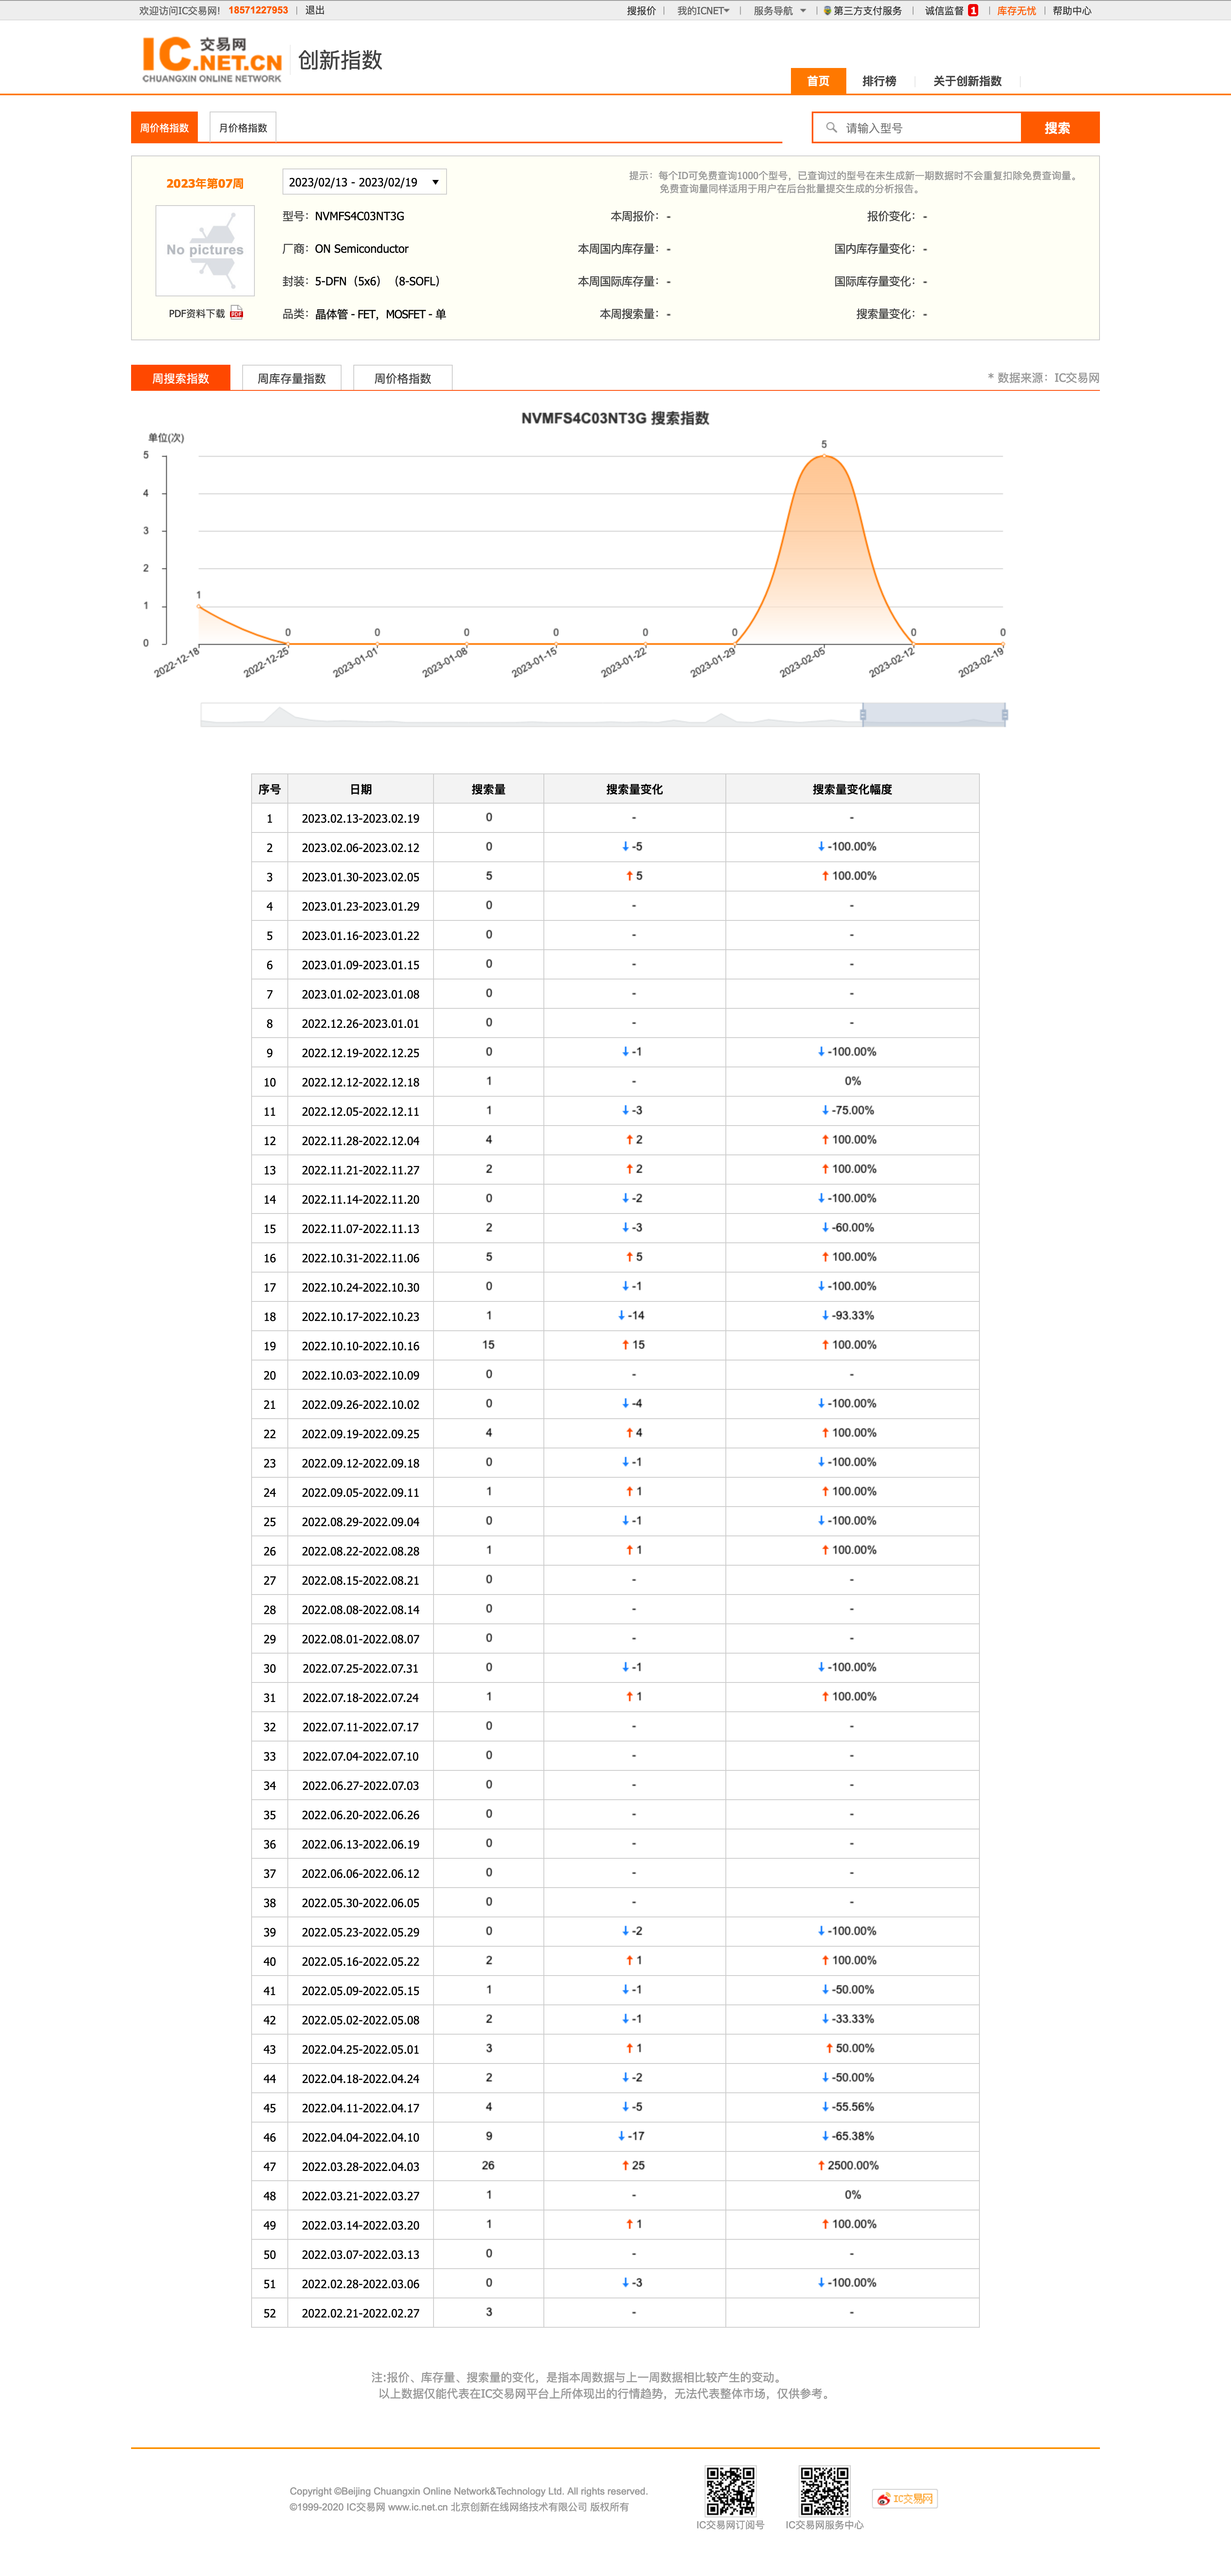 欢迎访问IC交易网! 18571227953 | 退出
搜报价 | 我的ICNET | 服务导航 | 第三方支付服务 | 诚信监督 1 | 库存无忧 | 帮助中心
IC交易网
.NET.CN
CHUANGXIN ONLINE NETWORK
创新指数
首页 排行榜 关于创新指数
周价格指数 月价格指数
请输入型号 搜索
2023年第07周
2023/02/13 - 2023/02/19
提示：每个ID可免费查询1000个型号，已查询过的型号在未生成新一期数据时不会重复扣除免费查询量。
免费查询量同样适用于用户在后台批量提交生成的分析报告。
No pictures
PDF资料下载 PDF
型号：NVMFS4C03NT3G 本周报价：- 报价变化：-
厂商：ON Semiconductor 本周国内库存量：- 国内库存量变化：-
封装：5-DFN（5x6）（8-SOFL） 本周国际库存量：- 国际库存量变化：-
品类：晶体管 - FET，MOSFET - 单 本周搜索量：- 搜索量变化：-
周搜索指数 周库存量指数 周价格指数
* 数据来源：IC交易网
NVMFS4C03NT3G 搜索指数
单位(次)
5
4
3
2
1
0
1 0 0 0 0 0 0 5 0 0
2022-12-18 2022-12-25 2023-01-01 2023-01-08 2023-01-15 2023-01-22 2023-01-29 2023-02-05 2023-02-12 2023-02-19
序号 日期 搜索量 搜索量变化 搜索量变化幅度
1 2023.02.13-2023.02.19 0 - -
2 2023.02.06-2023.02.12 0 ↓-5 ↓-100.00%
3 2023.01.30-2023.02.05 5 ↑5 ↑100.00%
4 2023.01.23-2023.01.29 0 - -
5 2023.01.16-2023.01.22 0 - -
6 2023.01.09-2023.01.15 0 - -
7 2023.01.02-2023.01.08 0 - -
8 2022.12.26-2023.01.01 0 - -
9 2022.12.19-2022.12.25 0 ↓-1 ↓-100.00%
10 2022.12.12-2022.12.18 1 - 0%
11 2022.12.05-2022.12.11 1 ↓-3 ↓-75.00%
12 2022.11.28-2022.12.04 4 ↑2 ↑100.00%
13 2022.11.21-2022.11.27 2 ↑2 ↑100.00%
14 2022.11.14-2022.11.20 0 ↓-2 ↓-100.00%
15 2022.11.07-2022.11.13 2 ↓-3 ↓-60.00%
16 2022.10.31-2022.11.06 5 ↑5 ↑100.00%
17 2022.10.24-2022.10.30 0 ↓-1 ↓-100.00%
18 2022.10.17-2022.10.23 1 ↓-14 ↓-93.33%
19 2022.10.10-2022.10.16 15 ↑15 ↑100.00%
20 2022.10.03-2022.10.09 0 - -
21 2022.09.26-2022.10.02 0 ↓-4 ↓-100.00%
22 2022.09.19-2022.09.25 4 ↑4 ↑100.00%
23 2022.09.12-2022.09.18 0 ↓-1 ↓-100.00%
24 2022.09.05-2022.09.11 1 ↑1 ↑100.00%
25 2022.08.29-2022.09.04 0 ↓-1 ↓-100.00%
26 2022.08.22-2022.08.28 1 ↑1 ↑100.00%
27 2022.08.15-2022.08.21 0 - -
28 2022.08.08-2022.08.14 0 - -
29 2022.08.01-2022.08.07 0 - -
30 2022.07.25-2022.07.31 0 ↓-1 ↓-100.00%
31 2022.07.18-2022.07.24 1 ↑1 ↑100.00%
32 2022.07.11-2022.07.17 0 - -
33 2022.07.04-2022.07.10 0 - -
34 2022.06.27-2022.07.03 0 - -
35 2022.06.20-2022.06.26 0 - -
36 2022.06.13-2022.06.19 0 - -
37 2022.06.06-2022.06.12 0 - -
38 2022.05.30-2022.06.05 0 - -
39 2022.05.23-2022.05.29 0 ↓-2 ↓-100.00%
40 2022.05.16-2022.05.22 2 ↑1 ↑100.00%
41 2022.05.09-2022.05.15 1 ↓-1 ↓-50.00%
42 2022.05.02-2022.05.08 2 ↓-1 ↓-33.33%
43 2022.04.25-2022.05.01 3 ↑1 ↑50.00%
44 2022.04.18-2022.04.24 2 ↓-2 ↓-50.00%
45 2022.04.11-2022.04.17 4 ↓-5 ↓-55.56%
46 2022.04.04-2022.04.10 9 ↓-17 ↓-65.38%
47 2022.03.28-2022.04.03 26 ↑25 ↑2500.00%
48 2022.03.21-2022.03.27 1 - 0%
49 2022.03.14-2022.03.20 1 ↑1 ↑100.00%
50 2022.03.07-2022.03.13 0 - -
51 2022.02.28-2022.03.06 0 ↓-3 ↓-100.00%
52 2022.02.21-2022.02.27 3 - -
注:报价、库存量、搜索量的变化，是指本周数据与上一周数据相比较产生的变动。
以上数据仅能代表在IC交易网平台上所体现出的行情趋势，无法代表整体市场，仅供参考。
Copyright ©Beijing Chuangxin Online Network&Technology Ltd. All rights reserved.
©1999-2020 IC交易网 www.ic.net.cn 北京创新在线网络技术有限公司 版权所有
IC交易网订阅号 IC交易网服务中心
IC交易网